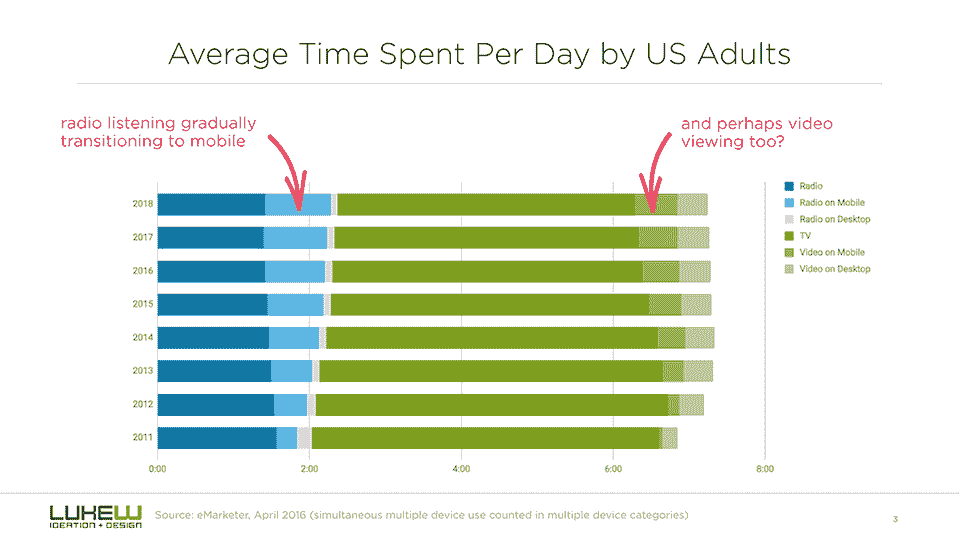 Average Time Spent Per Day by US Adults
radio listening gradually
transitioning to mobile
and perhaps video
viewing too?
2018
2017
2016
2015
2014
2013
2012
2011
0:00
2:00
4:00
6:00
8:00
Radio
Radio on Mobile
Radio on Desktop
TV
Video on Mobile
Video on Desktop
LUKEW
IDEATION + DESIGN
Source: eMarketer, April 2016 (simultaneous multiple device use counted in multiple device categories)
3